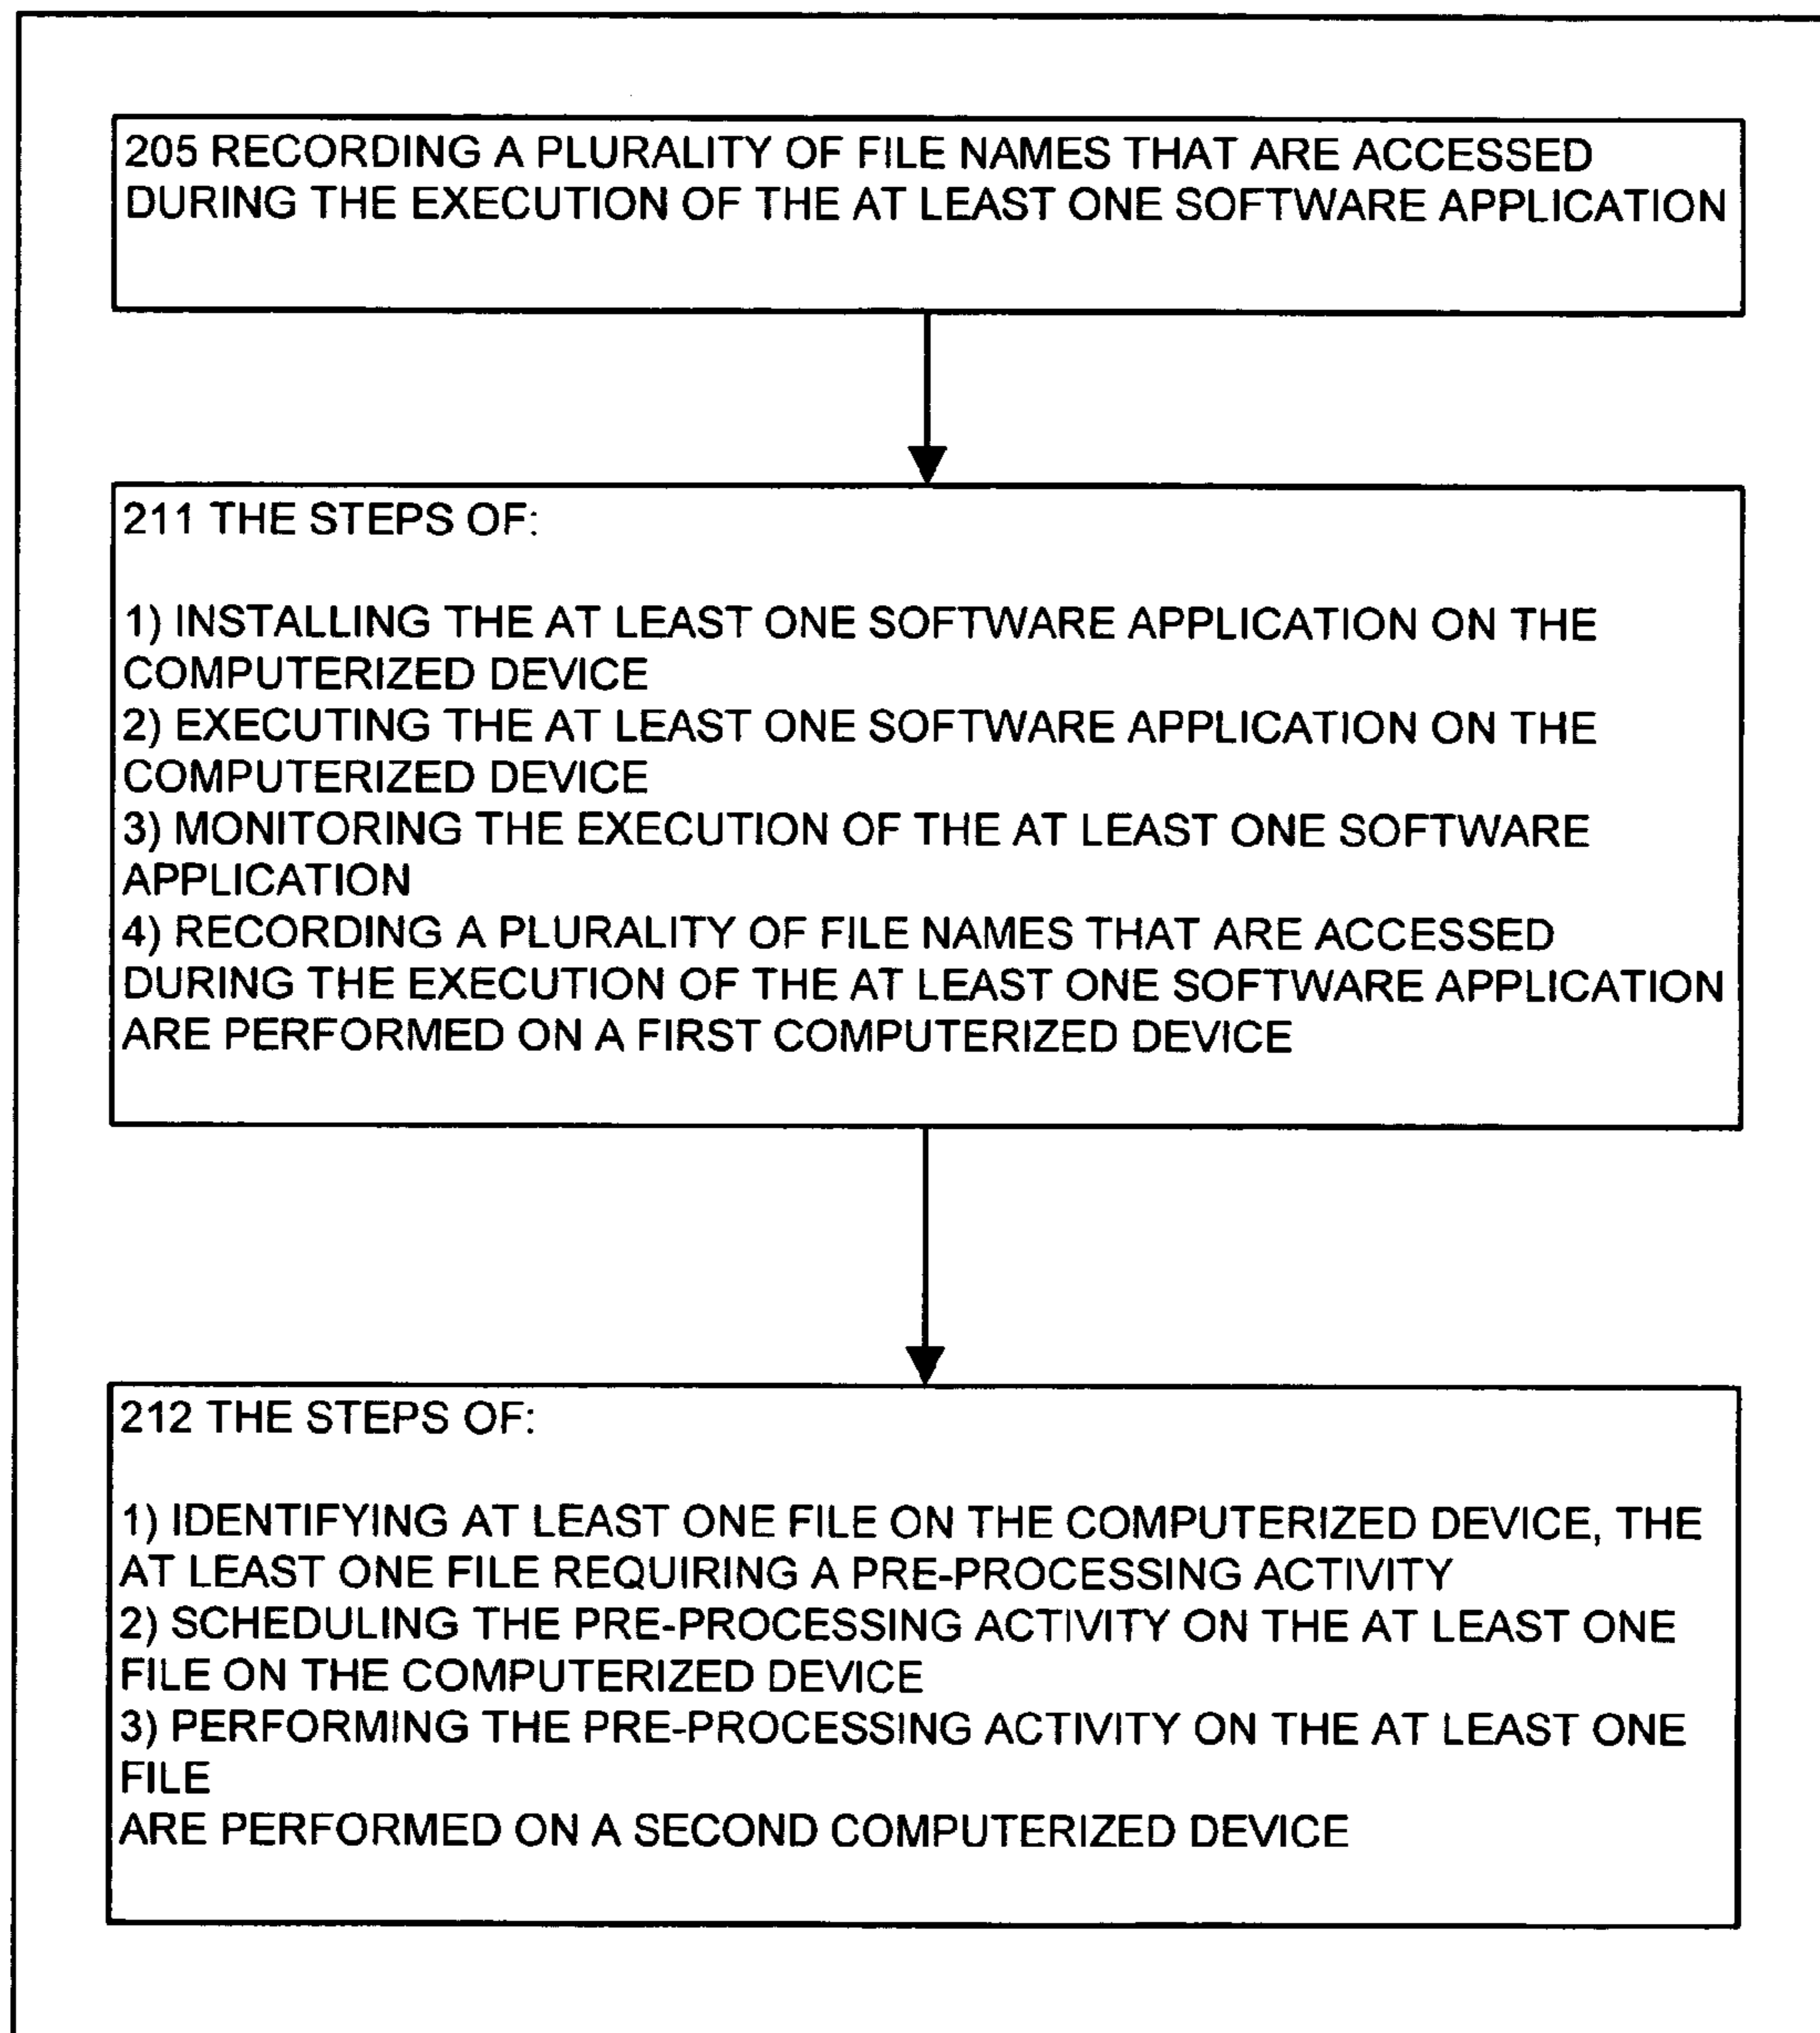 205 RECORDING A PLURALITY OF FILE NAMES THAT ARE ACCESSED
DURING THE EXECUTION OF THE AT LEAST ONE SOFTWARE APPLICATION
211 THE STEPS OF:
1) INSTALLING THE AT LEAST ONE SOFTWARE APPLICATION ON THE
COMPUTERIZED DEVICE
2) EXECUTING THE AT LEAST ONE SOFTWARE APPLICATION ON THE
COMPUTERIZED DEVICE
3) MONITORING THE EXECUTION OF THE AT LEAST ONE SOFTWARE
APPLICATION
4) RECORDING A PLURALITY OF FILE NAMES THAT ARE ACCESSED
DURING THE EXECUTION OF THE AT LEAST ONE SOFTWARE APPLICATION
ARE PERFORMED ON A FIRST COMPUTERIZED DEVICE
212 THE STEPS OF:
1) IDENTIFYING AT LEAST ONE FILE ON THE COMPUTERIZED DEVICE, THE
AT LEAST ONE FILE REQUIRING A PRE-PROCESSING ACTIVITY
2) SCHEDULING THE PRE-PROCESSING ACTIVITY ON THE AT LEAST ONE
FILE ON THE COMPUTERIZED DEVICE
3) PERFORMING THE PRE-PROCESSING ACTIVITY ON THE AT LEAST ONE
FILE
ARE PERFORMED ON A SECOND COMPUTERIZED DEVICE